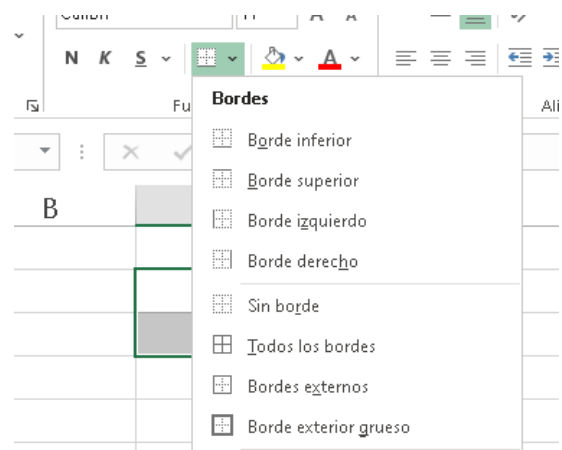 N K S
Fu
Ali
Bordes
Borde inferior
Borde superior
B
Borde izquierdo
Borde derecho
Sin borde
Todos los bordes
Bordes externos
Borde exterior grueso